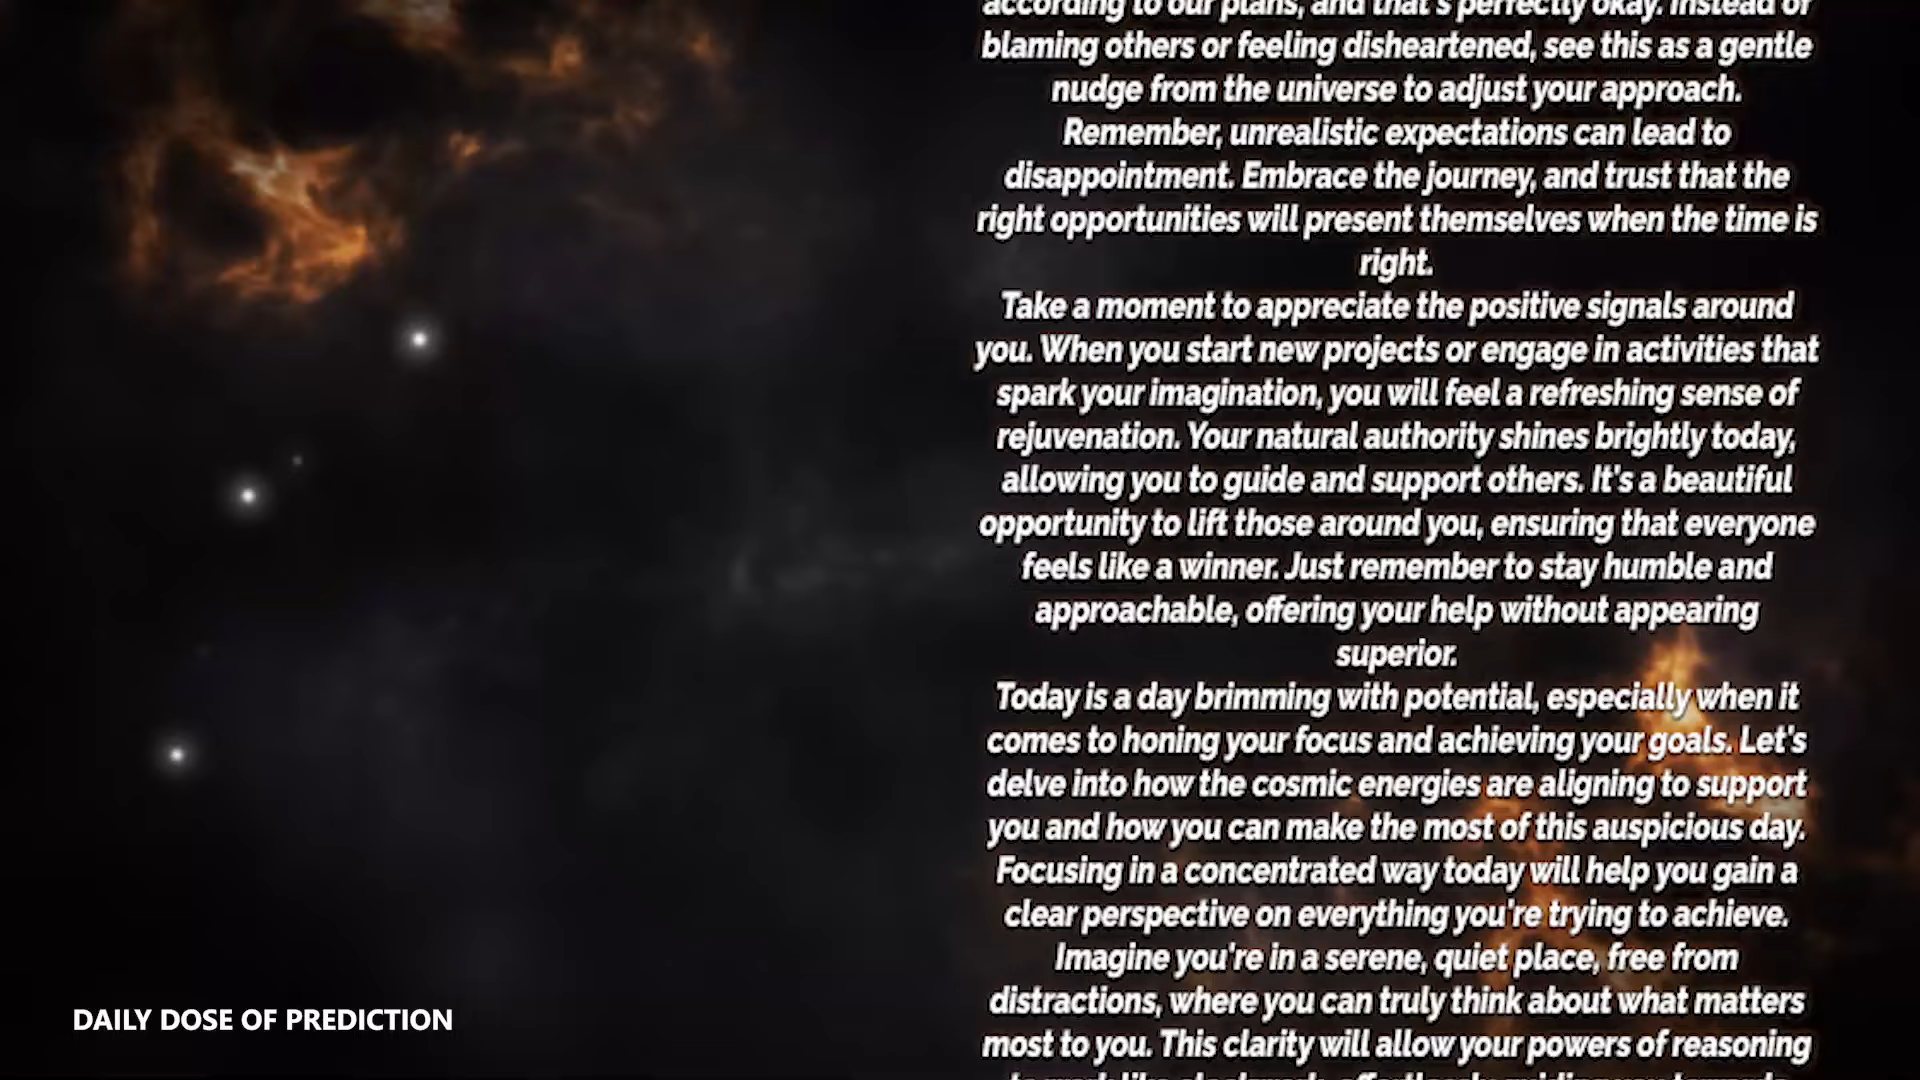 according to our plans, and that's perfectly okay. Instead of
blaming others or feeling disheartened, see this as a gentle
nudge from the universe to adjust your approach.
Remember, unrealistic expectations can lead to
disappointment. Embrace the journey, and trust that the
right opportunities will present themselves when the time is
right.
Take a moment to appreciate the positive signals around
you. When you start new projects or engage in activities that
spark your imagination, you will feel a refreshing sense of
rejuvenation. Your natural authority shines brightly today,
allowing you to guide and support others. It's a beautiful
opportunity to lift those around you, ensuring that everyone
feels like a winner. Just remember to stay humble and
approachable, offering your help without appearing
superior.
Today is a day brimming with potential, especially when it
comes to honing your focus and achieving your goals. Let's
delve into how the cosmic energies are aligning to support
you and how you can make the most of this auspicious day.
Focusing in a concentrated way today will help you gain a
clear perspective on everything you're trying to achieve.
Imagine you're in a serene, quiet place, free from
distractions, where you can truly think about what matters
most to you. This clarity will allow your powers of reasoning
DAILY DOSE OF PREDICTION